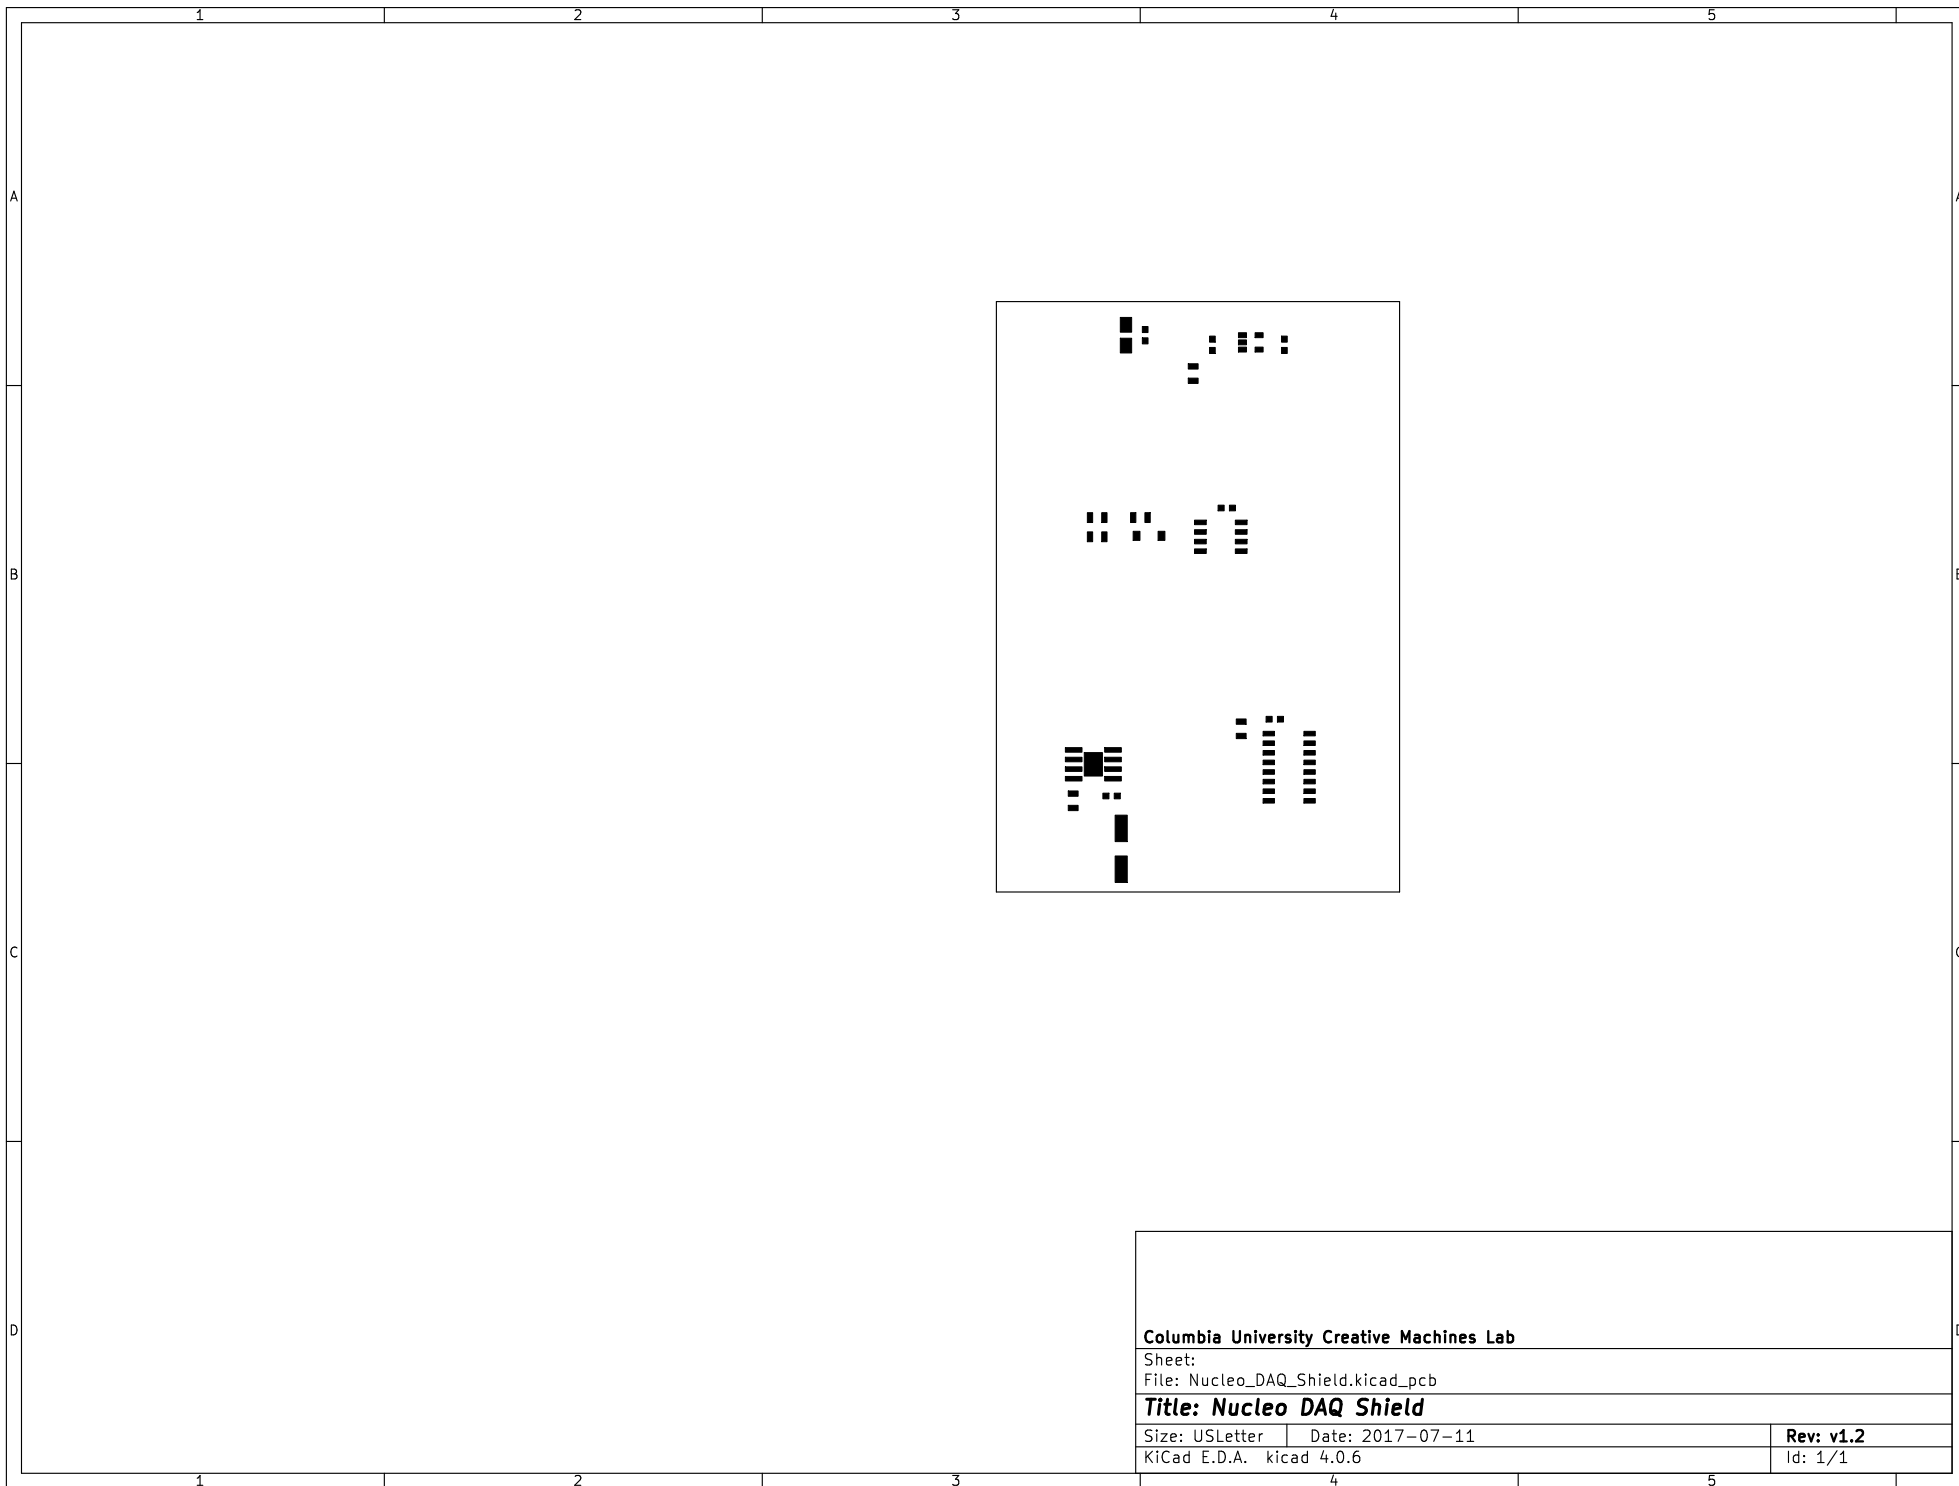 1 2 3 4 5
A
B
C
D
Columbia University Creative Machines Lab
Sheet:
File: Nucleo_DAQ_Shield.kicad_pcb
Title: Nucleo DAQ Shield
Size: USLetter Date: 2017-07-11 Rev: v1.2
KiCad E.D.A. kicad 4.0.6 Id: 1/1
1 2 3 4 5